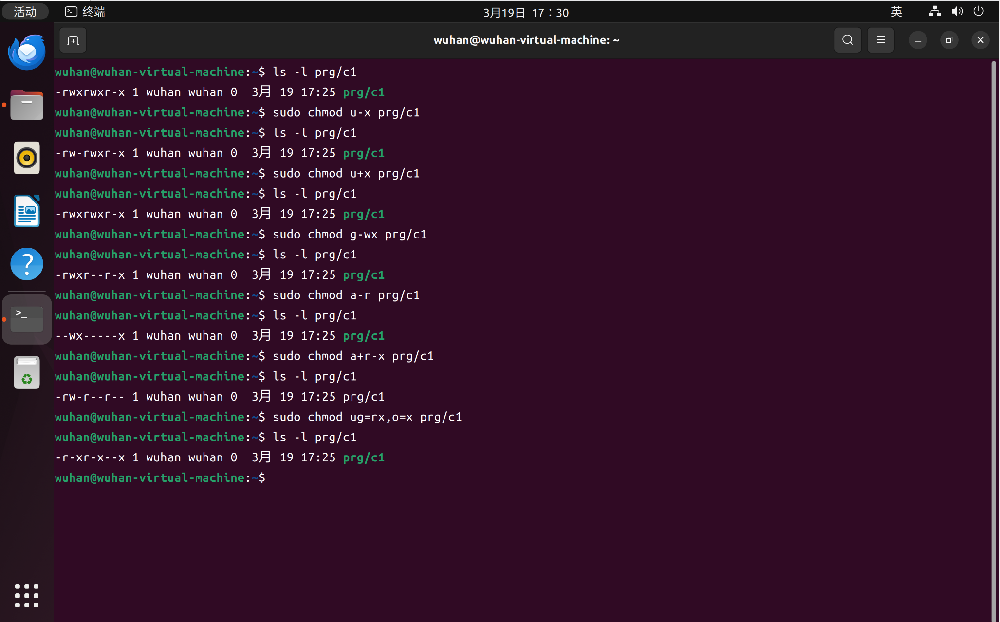 活动 终端 3月19日 17：30 英
wuhan@wuhan-virtual-machine: ~
wuhan@wuhan-virtual-machine:~$ ls -l prg/c1
-rwxrwxr-x 1 wuhan wuhan 0  3月 19 17:25 prg/c1
wuhan@wuhan-virtual-machine:~$ sudo chmod u-x prg/c1
wuhan@wuhan-virtual-machine:~$ ls -l prg/c1
-rw-rwxr-x 1 wuhan wuhan 0  3月 19 17:25 prg/c1
wuhan@wuhan-virtual-machine:~$ sudo chmod u+x prg/c1
wuhan@wuhan-virtual-machine:~$ ls -l prg/c1
-rwxrwxr-x 1 wuhan wuhan 0  3月 19 17:25 prg/c1
wuhan@wuhan-virtual-machine:~$ sudo chmod g-wx prg/c1
wuhan@wuhan-virtual-machine:~$ ls -l prg/c1
-rwxr--r-x 1 wuhan wuhan 0  3月 19 17:25 prg/c1
wuhan@wuhan-virtual-machine:~$ sudo chmod a-r prg/c1
wuhan@wuhan-virtual-machine:~$ ls -l prg/c1
--wx-----x 1 wuhan wuhan 0  3月 19 17:25 prg/c1
wuhan@wuhan-virtual-machine:~$ sudo chmod a+r-x prg/c1
wuhan@wuhan-virtual-machine:~$ ls -l prg/c1
-rw-r--r-- 1 wuhan wuhan 0  3月 19 17:25 prg/c1
wuhan@wuhan-virtual-machine:~$ sudo chmod ug=rx,o=x prg/c1
wuhan@wuhan-virtual-machine:~$ ls -l prg/c1
-r-xr-x--x 1 wuhan wuhan 0  3月 19 17:25 prg/c1
wuhan@wuhan-virtual-machine:~$